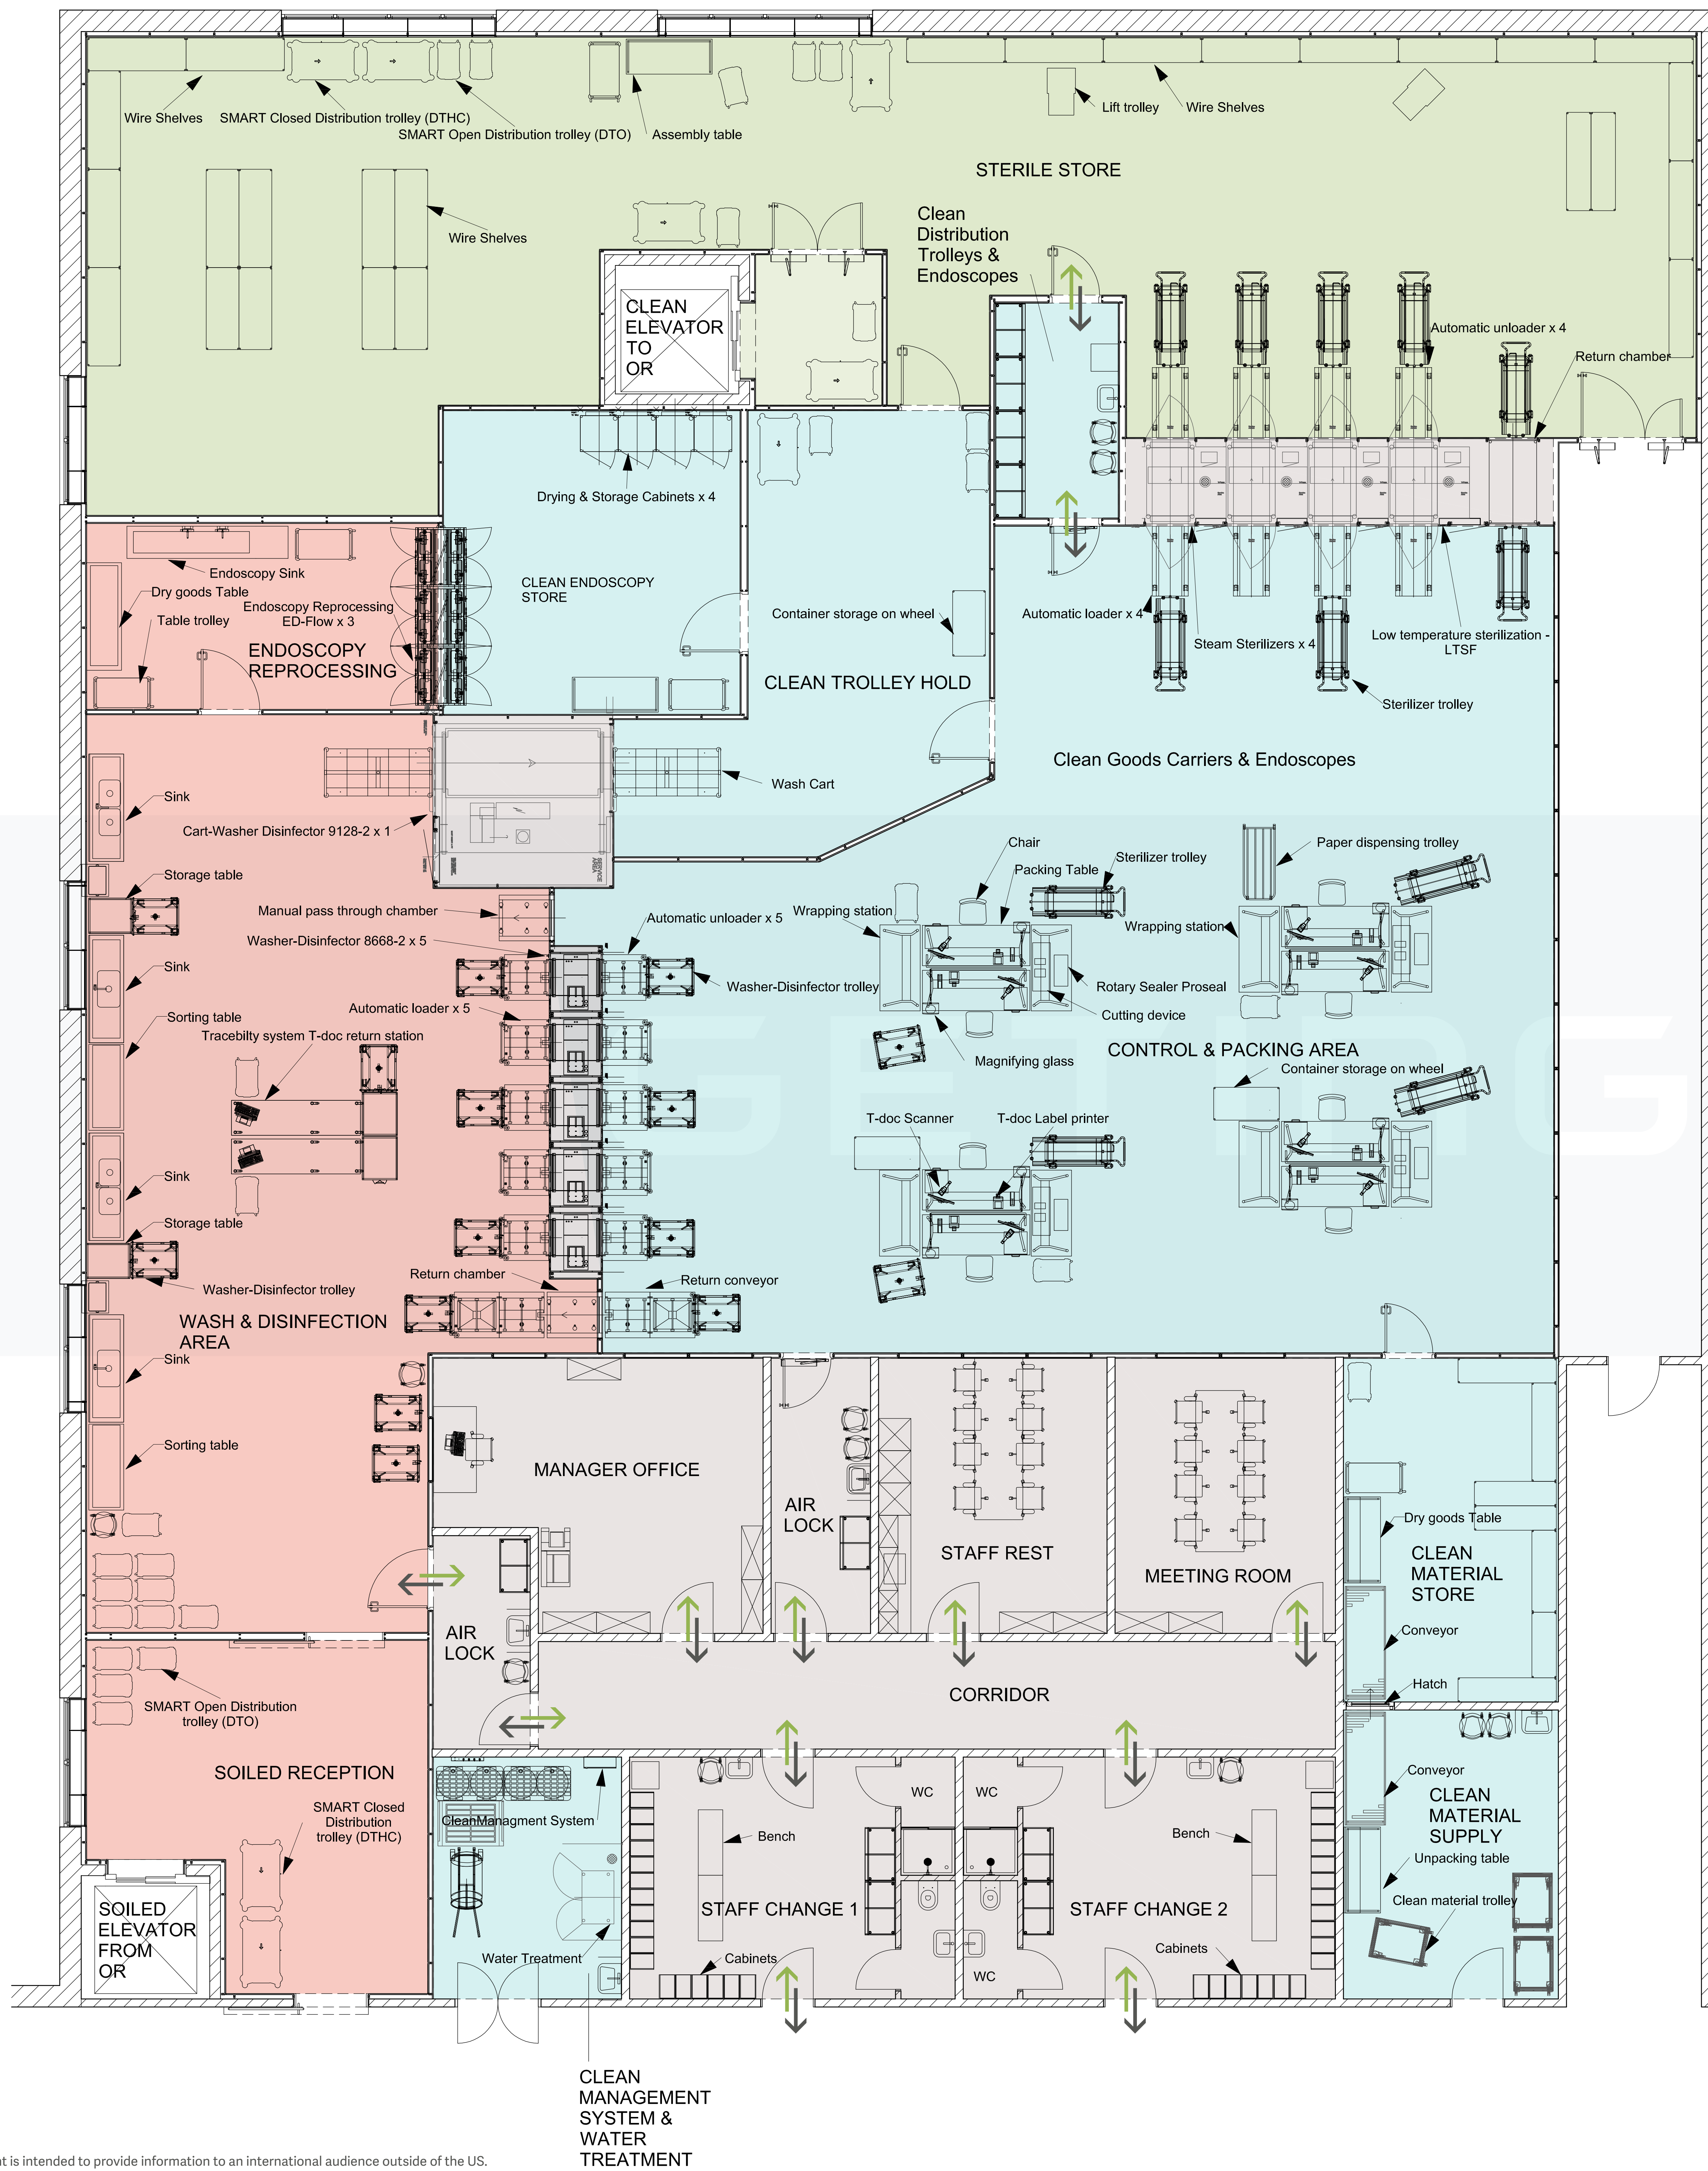 Wire Shelves
SMART Closed Distribution trolley (DTHC)
SMART Open Distribution trolley (DTO)
Assembly table
Lift trolley
Wire Shelves
STERILE STORE
Wire Shelves
Clean
Distribution
Trolleys &
Endoscopes
CLEAN
ELEVATOR
TO
OR
Automatic unloader x 4
Return chamber
Drying & Storage Cabinets x 4
Endoscopy Sink
Dry goods Table
Endoscopy Reprocessing
ED-Flow x 3
Table trolley
ENDOSCOPY
REPROCESSING
CLEAN ENDOSCOPY
STORE
Container storage on wheel
CLEAN TROLLEY HOLD
Automatic loader x 4
Steam Sterilizers x 4
Low temperature sterilization -
LTSF
Sterilizer trolley
Clean Goods Carriers & Endoscopes
Wash Cart
Sink
Cart-Washer Disinfector 9128-2 x 1
SERVICE
AREA
Storage table
Manual pass through chamber
Washer-Disinfector 8668-2 x 5
Automatic unloader x 5
Washer-Disinfector trolley
Sink
Automatic loader x 5
Sorting table
Tracebilty system T-doc return station
Chair
Packing Table
Sterilizer trolley
Wrapping station
Rotary Sealer Proseal
Cutting device
Magnifying glass
Paper dispensing trolley
Wrapping station
CONTROL & PACKING AREA
Container storage on wheel
GETING
T-doc Scanner
T-doc Label printer
Sink
Storage table
Washer-Disinfector trolley
Return chamber
Return conveyor
WASH & DISINFECTION
AREA
Sink
Sorting table
MANAGER OFFICE
AIR
LOCK
STAFF REST
MEETING ROOM
Dry goods Table
CLEAN
MATERIAL
STORE
Conveyor
Hatch
AIR
LOCK
CORRIDOR
SMART Open Distribution
trolley (DTO)
SOILED RECEPTION
SMART Closed
Distribution
trolley (DTHC)
SOILED
ELEVATOR
FROM
OR
CleanManagment System
Water Treatment
WC
Bench
STAFF CHANGE 1
Cabinets
WC
Bench
STAFF CHANGE 2
Cabinets
WC
Conveyor
CLEAN
MATERIAL
SUPPLY
Unpacking table
Clean material trolley
CLEAN
MANAGEMENT
SYSTEM &
WATER
TREATMENT
is intended to provide information to an international audience outside of the US.